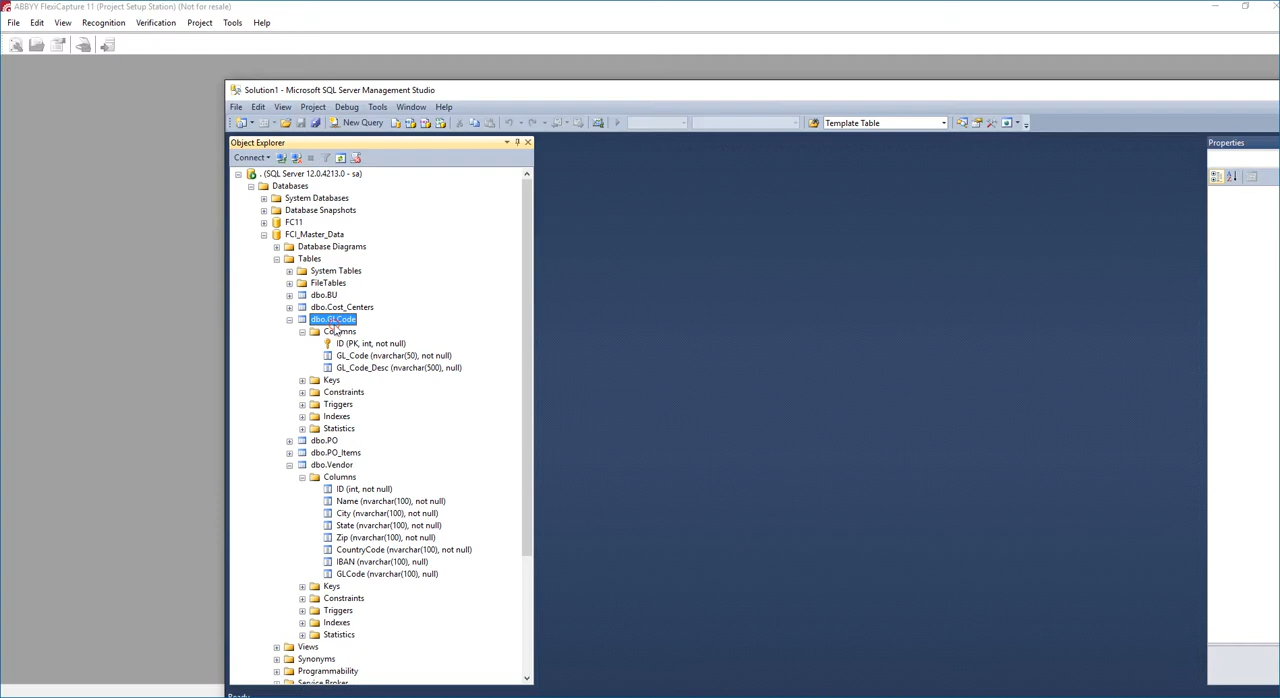 ABBYY FlexiCapture 11 (Project Setup Station) (Not for resale)
File Edit View Recognition Verification Project Tools Help
Solution1 - Microsoft SQL Server Management Studio
File Edit View Project Debug Tools Window Help
New Query Template Table
Object Explorer
Properties
Connect
. (SQL Server 12.0.4213.0 - sa)
Databases
System Databases
Database Snapshots
FC11
FCI_Master_Data
Database Diagrams
Tables
System Tables
FileTables
dbo.BU
dbo.Cost_Centers
dbo.GLCode
Columns
ID (PK, int, not null)
GL_Code (nvarchar(50), not null)
GL_Code_Desc (nvarchar(500), null)
Keys
Constraints
Triggers
Indexes
Statistics
dbo.PO
dbo.PO_Items
dbo.Vendor
Columns
ID (int, not null)
Name (nvarchar(100), not null)
City (nvarchar(100), not null)
State (nvarchar(100), not null)
Zip (nvarchar(100), not null)
CountryCode (nvarchar(100), not null)
IBAN (nvarchar(100), null)
GLCode (nvarchar(100), null)
Keys
Constraints
Triggers
Indexes
Statistics
Views
Synonyms
Programmability
Service Broker
Ready